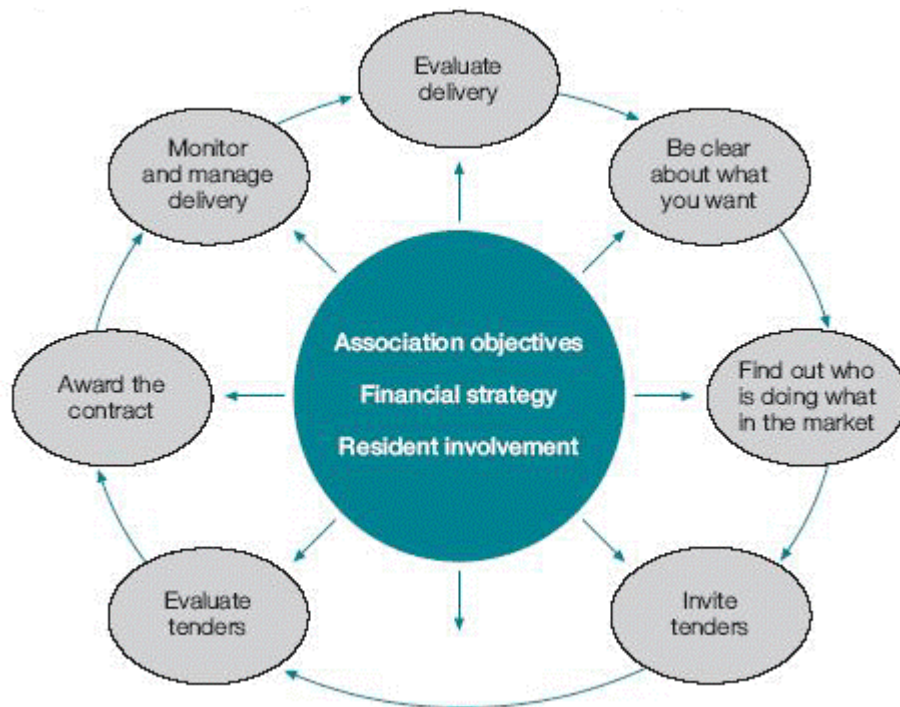 Evaluate
delivery
Be clear
about what
you want
Find out who
is doing what
in the market
Invite
tenders
Evaluate
tenders
Award the
contract
Monitor
and manage
delivery
Association objectives
Financial strategy
Resident involvement